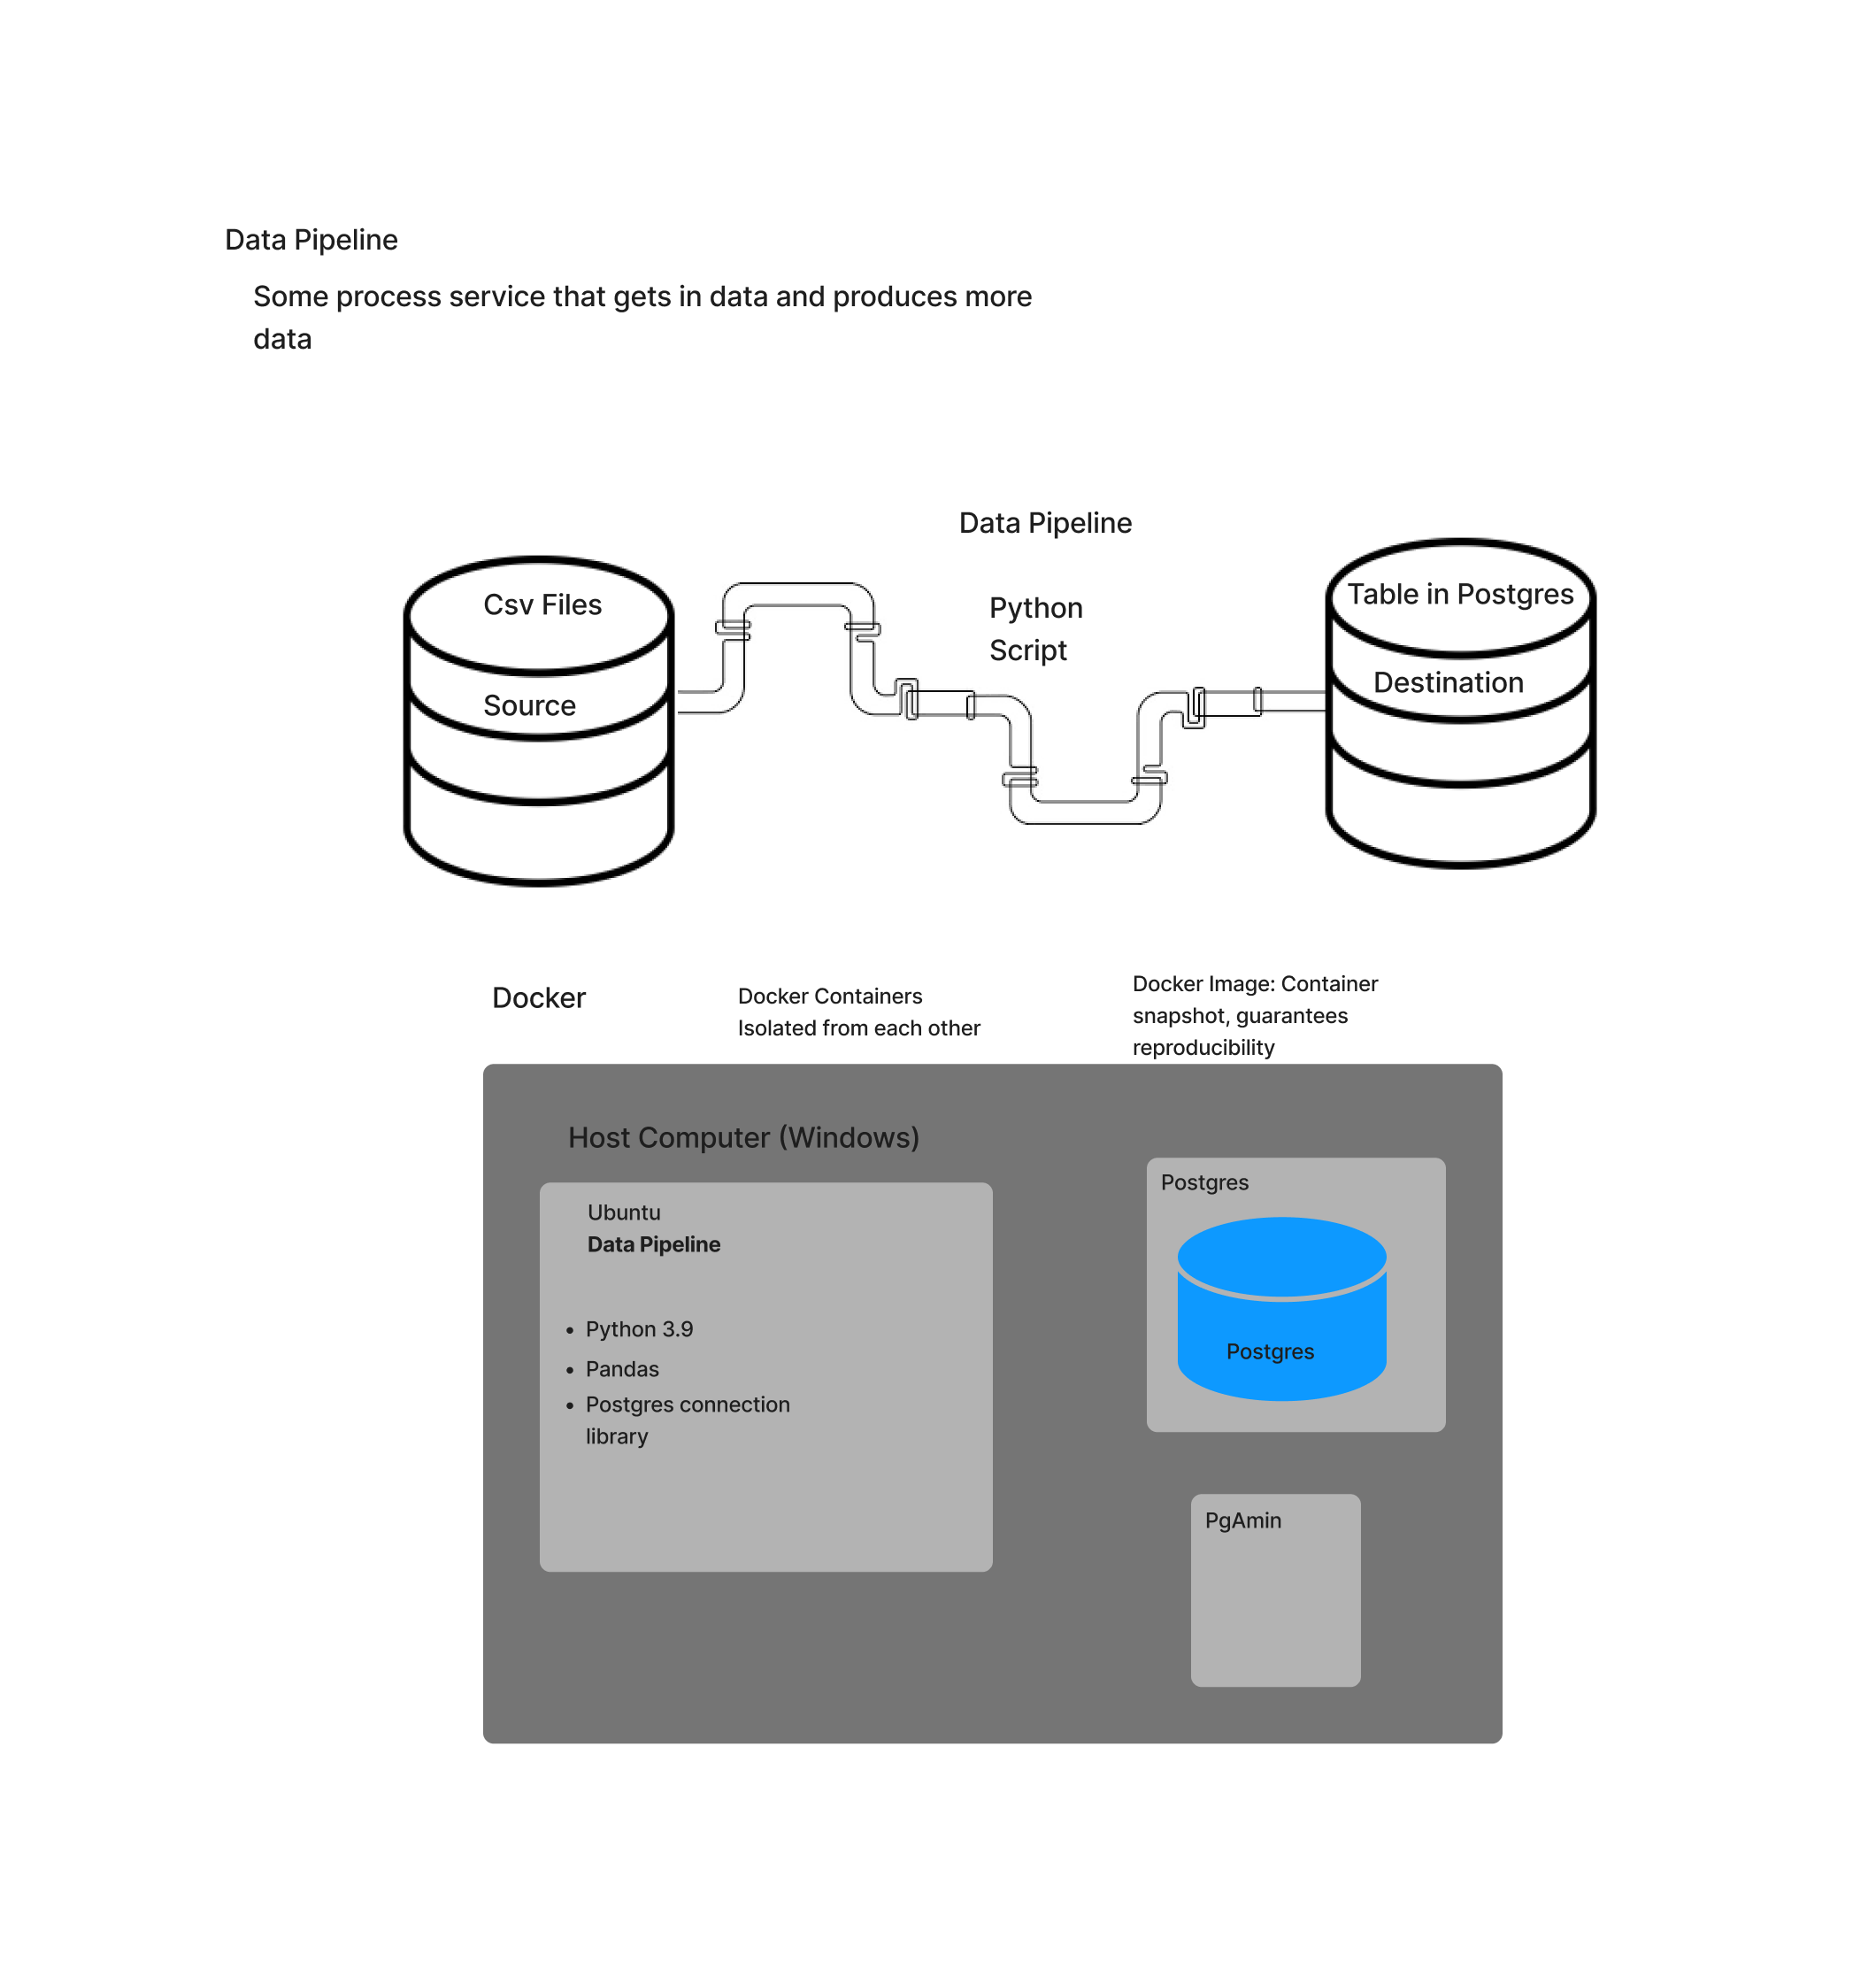 Data Pipeline
Some process service that gets in data and produces more
data
Data Pipeline
Python
Script
Csv Files
Source
Table in Postgres
Destination
Docker
Docker Containers
Isolated from each other
Docker Image: Container
snapshot, guarantees
reproducibility
Host Computer (Windows)
Ubuntu
Data Pipeline
• Python 3.9
• Pandas
• Postgres connection
library
Postgres
Postgres
PgAmin